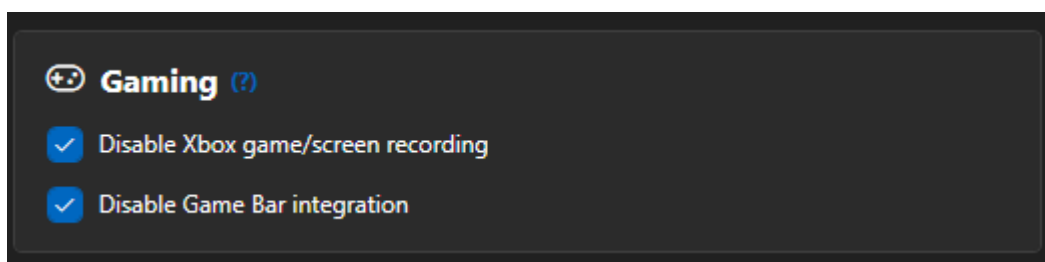 Gaming (?)
Disable Xbox game/screen recording
Disable Game Bar integration